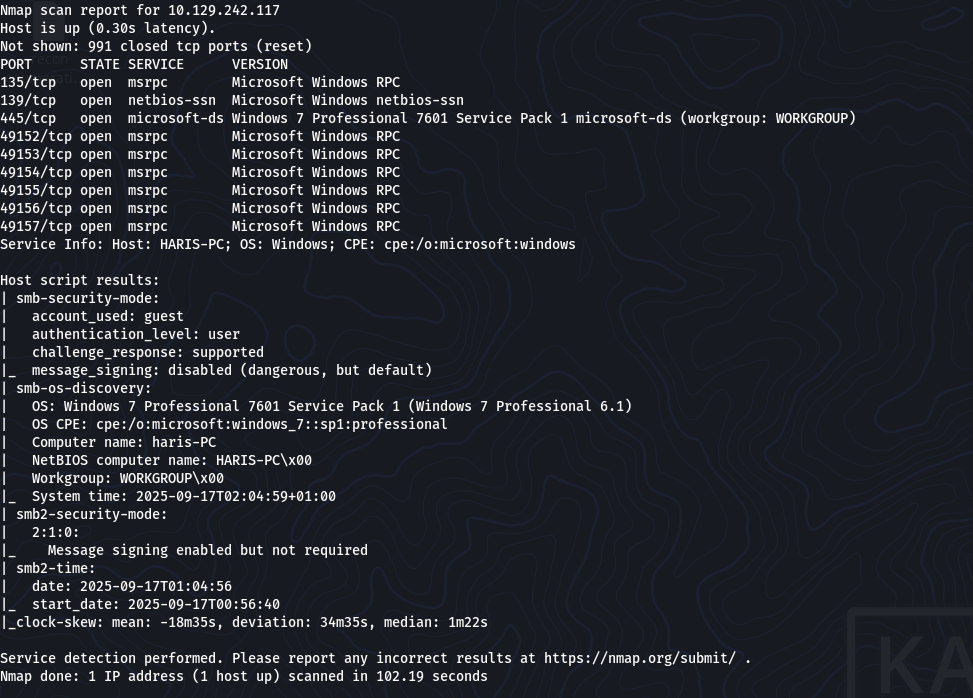 Nmap scan report for 10.129.242.117
Host is up (0.30s latency).
Not shown: 991 closed tcp ports (reset)
PORT      STATE SERVICE      VERSION
135/tcp   open  msrpc        Microsoft Windows RPC
139/tcp   open  netbios-ssn  Microsoft Windows netbios-ssn
445/tcp   open  microsoft-ds Windows 7 Professional 7601 Service Pack 1 microsoft-ds (workgroup: WORKGROUP)
49152/tcp open  msrpc        Microsoft Windows RPC
49153/tcp open  msrpc        Microsoft Windows RPC
49154/tcp open  msrpc        Microsoft Windows RPC
49155/tcp open  msrpc        Microsoft Windows RPC
49156/tcp open  msrpc        Microsoft Windows RPC
49157/tcp open  msrpc        Microsoft Windows RPC
Service Info: Host: HARIS-PC; OS: Windows; CPE: cpe:/o:microsoft:windows
Host script results:
| smb-security-mode:
|   account_used: guest
|   authentication_level: user
|   challenge_response: supported
|_  message_signing: disabled (dangerous, but default)
| smb-os-discovery:
|   OS: Windows 7 Professional 7601 Service Pack 1 (Windows 7 Professional 6.1)
|   OS CPE: cpe:/o:microsoft:windows_7::sp1:professional
|   Computer name: haris-PC
|   NetBIOS computer name: HARIS-PC\x00
|   Workgroup: WORKGROUP\x00
|_  System time: 2025-09-17T02:04:59+01:00
| smb2-security-mode:
|   2:1:0:
|_    Message signing enabled but not required
| smb2-time:
|   date: 2025-09-17T01:04:56
|_  start_date: 2025-09-17T00:56:40
|_clock-skew: mean: -18m35s, deviation: 34m35s, median: 1m22s
Service detection performed. Please report any incorrect results at https://nmap.org/submit/ .
Nmap done: 1 IP address (1 host up) scanned in 102.19 seconds
KA